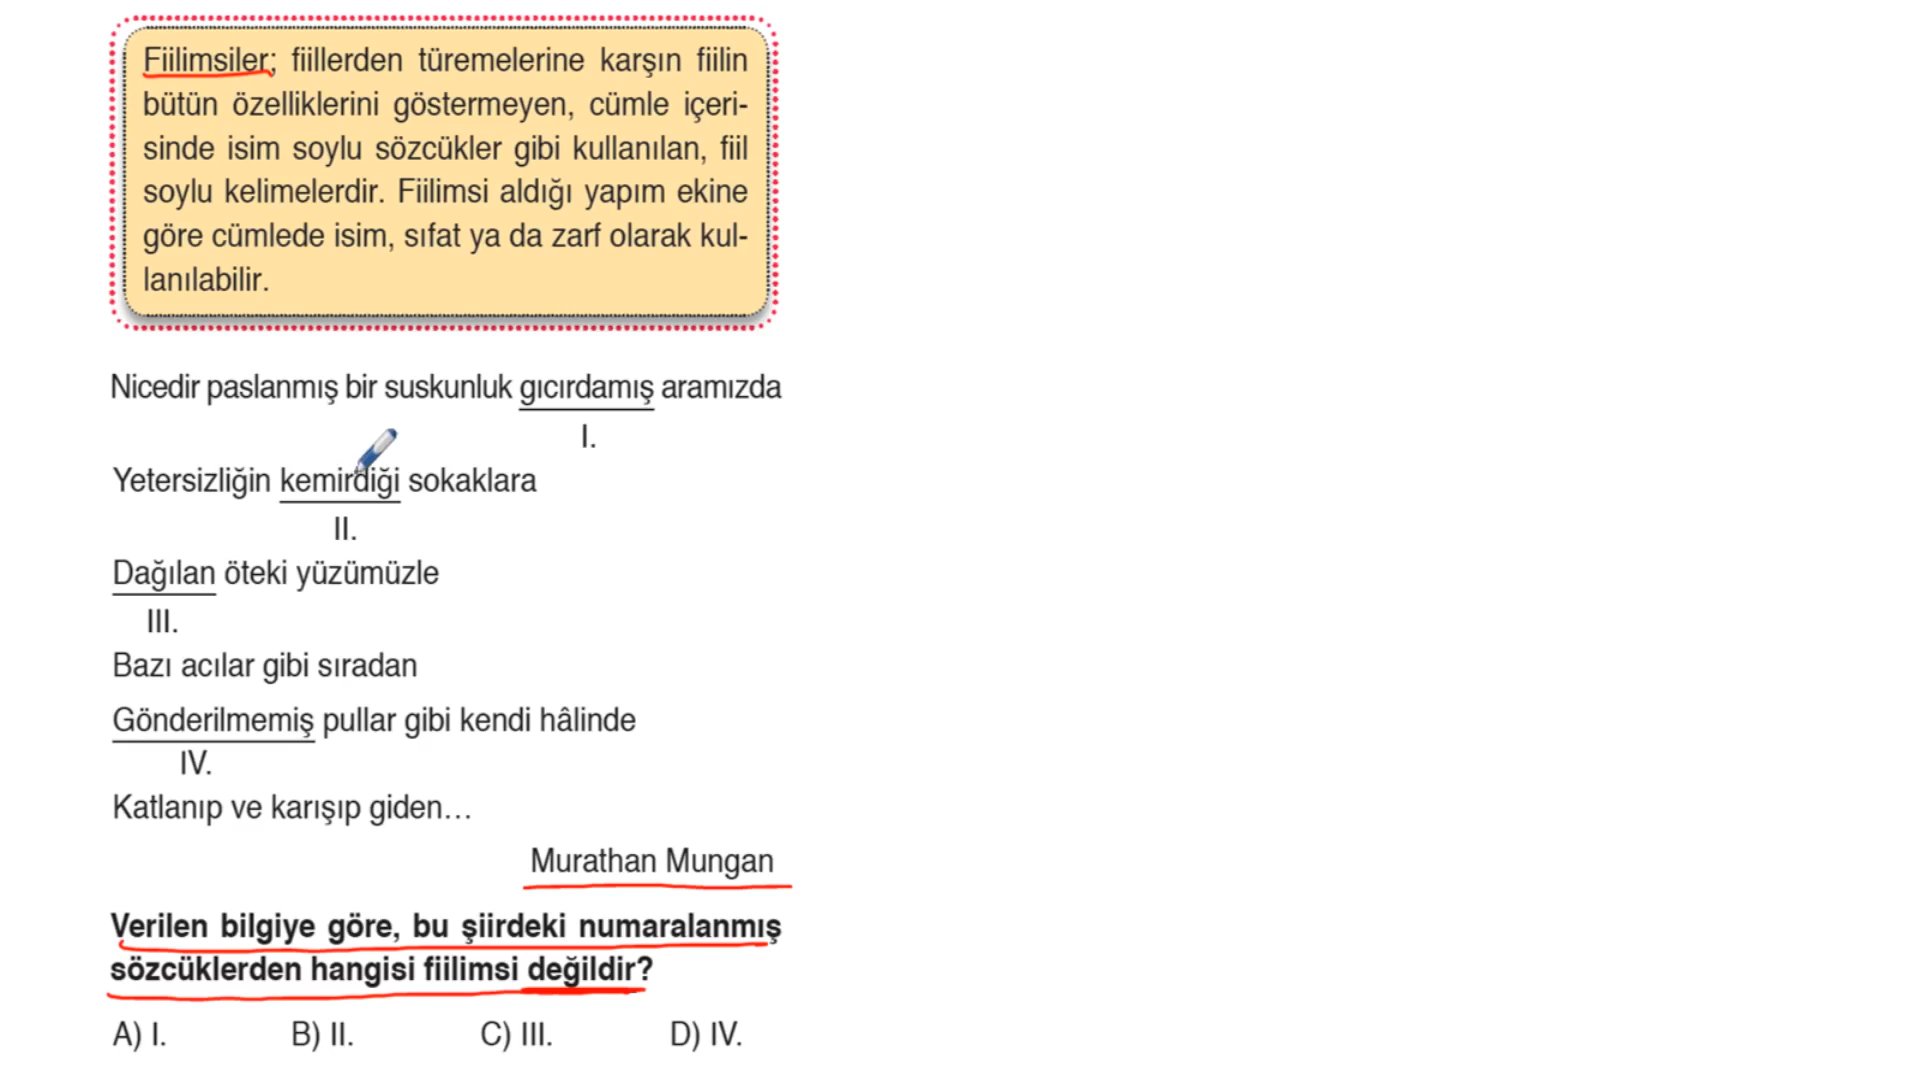 Fiilimsiler; fiillerden türemelerine karşın fiilin
bütün özelliklerini göstermeyen, cümle içeri-
sinde isim soylu sözcükler gibi kullanılan, fiil
soylu kelimelerdir. Fiilimsi aldığı yapım ekine
göre cümlede isim, sıfat ya da zarf olarak kul-
lanılabilir.
Nicedir paslanmış bir suskunluk gıcırdamış aramızda
I.
Yetersizliğin kemirdiği sokaklara
II.
Dağılan öteki yüzümüzle
III.
Bazı acılar gibi sıradan
Gönderilmemiş pullar gibi kendi hâlinde
IV.
Katlanıp ve karışıp giden...
Murathan Mungan
Verilen bilgiye göre, bu şiirdeki numaralanmış
sözcüklerden hangisi fiilimsi değildir?
A) I. B) II. C) III. D) IV.